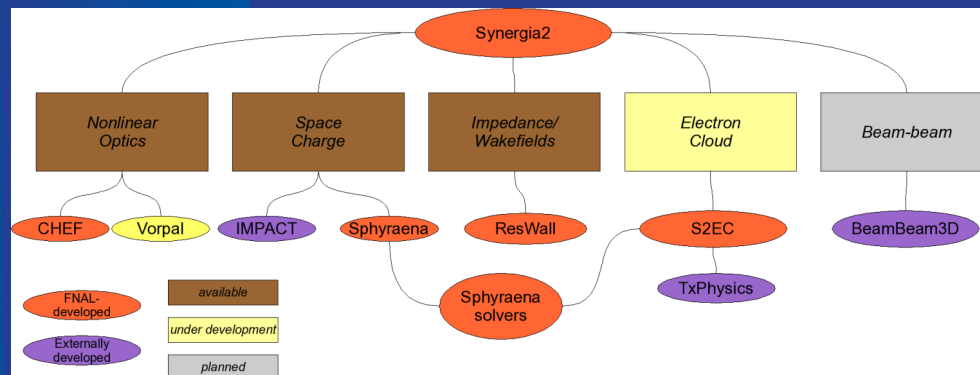 Synergia2
Nonlinear
Optics
Space
Charge
Impedance/
Wakefields
Electron
Cloud
Beam-beam
CHEF
Vorpal
IMPACT
Sphyraena
ResWall
S2EC
BeamBeam3D
Sphyraena
solvers
TxPhysics
FNAL-
developed
Externally
developed
available
under development
planned